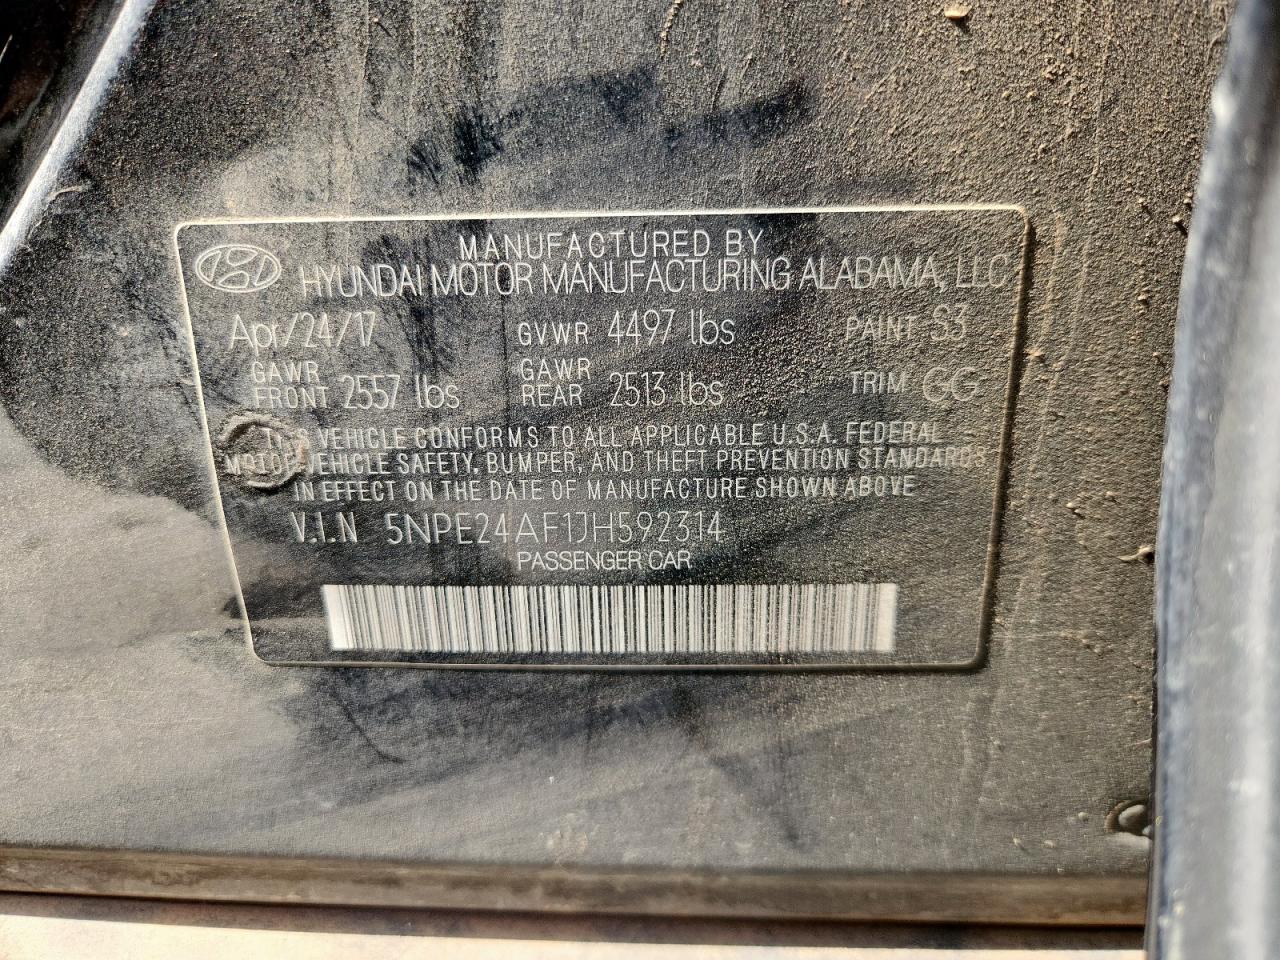 MANUFACTURED BY
HYUNDAI MOTOR MANUFACTURING ALABAMA, LLC
Apr/24/17 GVWR 4497 lbs PAINT S3
GAWR FRONT 2557 lbs GAWR REAR 2513 lbs TRIM GG
THIS VEHICLE CONFORMS TO ALL APPLICABLE U.S.A. FEDERAL
MOTOR VEHICLE SAFETY, BUMPER, AND THEFT PREVENTION STANDARDS
IN EFFECT ON THE DATE OF MANUFACTURE SHOWN ABOVE
V.I.N 5NPE24AF1JH592314
PASSENGER CAR